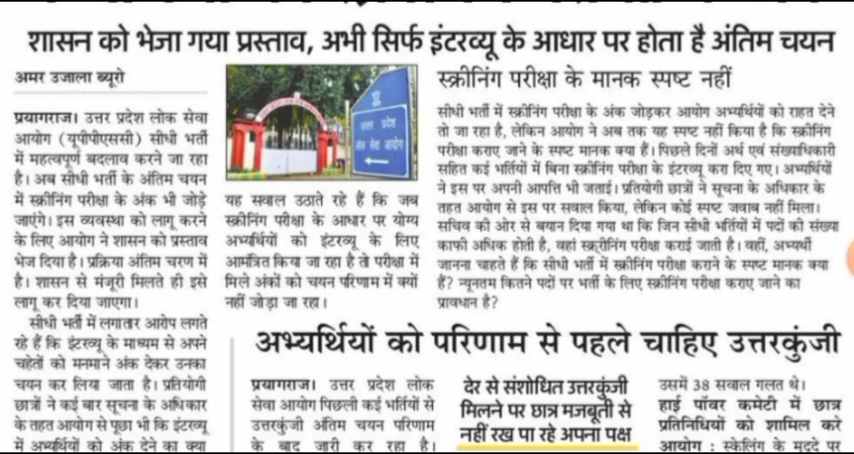 शासन को भेजा गया प्रस्ताव, अभी सिर्फ इंटरव्यू के आधार पर होता है अंतिम चयन
अमर उजाला ब्यूरो
प्रयागराज। उत्तर प्रदेश लोक सेवा
आयोग (यूपीपीएससी) सीधी भर्ती
में महत्वपूर्ण बदलाव करने जा रहा
है। अब सीधी भर्ती के अंतिम चयन
में स्क्रीनिंग परीक्षा के अंक भी जोड़े
जाएंगे। इस व्यवस्था को लागू करने
के लिए आयोग ने शासन को प्रस्ताव
भेज दिया है। प्रक्रिया अंतिम चरण में
है। शासन से मंजूरी मिलते ही इसे
लागू कर दिया जाएगा।
सीधी भर्ती में लगातार आरोप लगते
रहे हैं कि इंटरव्यू के माध्यम से अपने
चहेतों को मनमाने अंक देकर उनका
चयन कर लिया जाता है। प्रतियोगी
छात्रों ने कई बार सूचना के अधिकार
के तहत आयोग से पूछा भी कि इंटरव्यू
में अभ्यर्थियों को अंक देने का क्या
उत्तर प्रदेश
लोक सेवा आयोग
यह सवाल उठाते रहे हैं कि जब
स्क्रीनिंग परीक्षा के आधार पर योग्य
अभ्यर्थियों को इंटरव्यू के लिए
आमंत्रित किया जा रहा है तो परीक्षा में
मिले अंकों को चयन परिणाम में क्यों
नहीं जोड़ा जा रहा।
स्क्रीनिंग परीक्षा के मानक स्पष्ट नहीं
सीधी भर्ती में स्क्रीनिंग परीक्षा के अंक जोड़कर आयोग अभ्यर्थियों को राहत देने
तो जा रहा है, लेकिन आयोग ने अब तक यह स्पष्ट नहीं किया है कि स्क्रीनिंग
परीक्षा कराए जाने के स्पष्ट मानक क्या हैं। पिछले दिनों अर्थ एवं संख्याधिकारी
सहित कई भर्तियों में बिना स्क्रीनिंग परीक्षा के इंटरव्यू करा दिए गए। अभ्यर्थियों
ने इस पर अपनी आपत्ति भी जताई। प्रतियोगी छात्रों ने सूचना के अधिकार के
तहत आयोग से इस पर सवाल किया, लेकिन कोई स्पष्ट जवाब नहीं मिला।
सचिव की ओर से बयान दिया गया था कि जिन सीधी भर्तियों में पदों की संख्या
काफी अधिक होती है, वहां स्क्रीनिंग परीक्षा कराई जाती है। वहीं, अभ्यर्थी
जानना चाहते हैं कि सीधी भर्ती में स्क्रीनिंग परीक्षा कराने के स्पष्ट मानक क्या
हैं? न्यूनतम कितने पदों पर भर्ती के लिए स्क्रीनिंग परीक्षा कराए जाने का
प्रावधान है?
अभ्यर्थियों को परिणाम से पहले चाहिए उत्तरकुंजी
प्रयागराज। उत्तर प्रदेश लोक
सेवा आयोग पिछली कई भर्तियों से
उत्तरकुंजी अंतिम चयन परिणाम
के बाद जारी कर रहा है।
देर से संशोधित उत्तरकुंजी
मिलने पर छात्र मजबूती से
नहीं रख पा रहे अपना पक्ष
उसमें 38 सवाल गलत थे।
हाई पॉवर कमेटी में छात्र
प्रतिनिधियों को शामिल करे
आयोग : स्केलिंग के मुद्दे पर